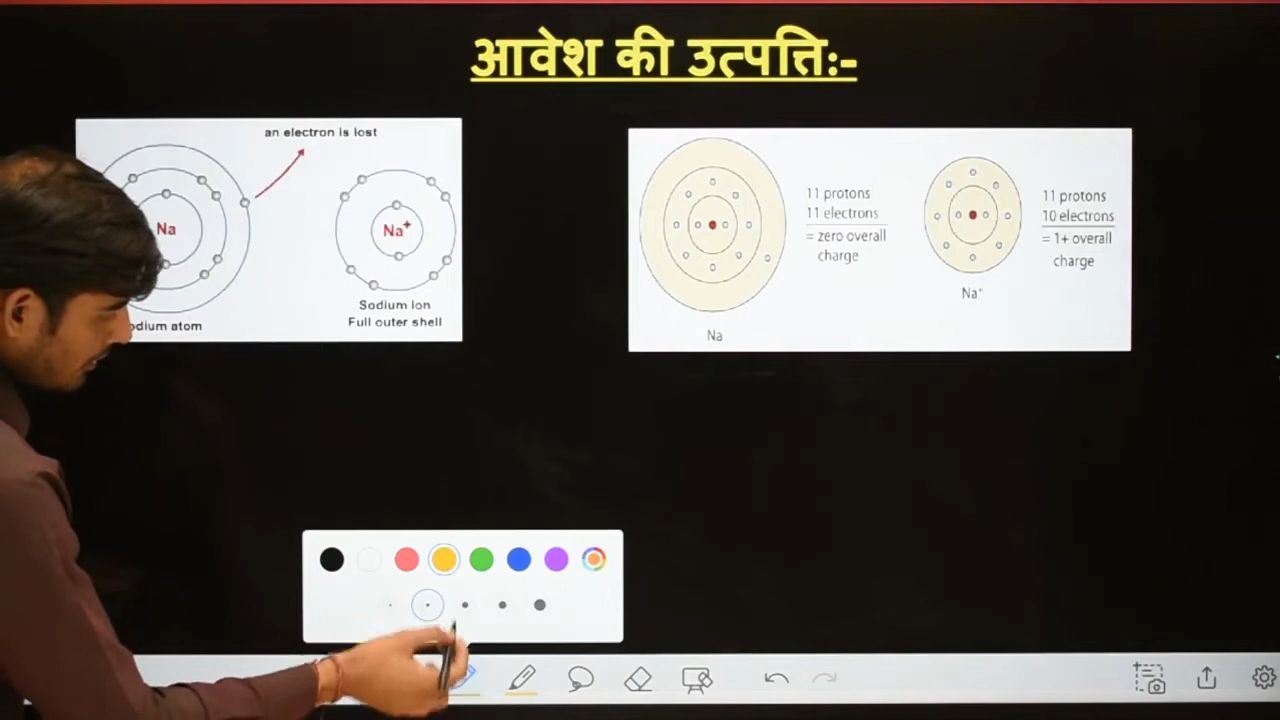 आवेश की उत्पत्ति:-
an electron is lost
Na
Na+
Sodium Ion
Full outer shell
dium atom
11 protons
11 electrons
= zero overall
charge
Na
11 protons
10 electrons
= 1+ overall
charge
Na+